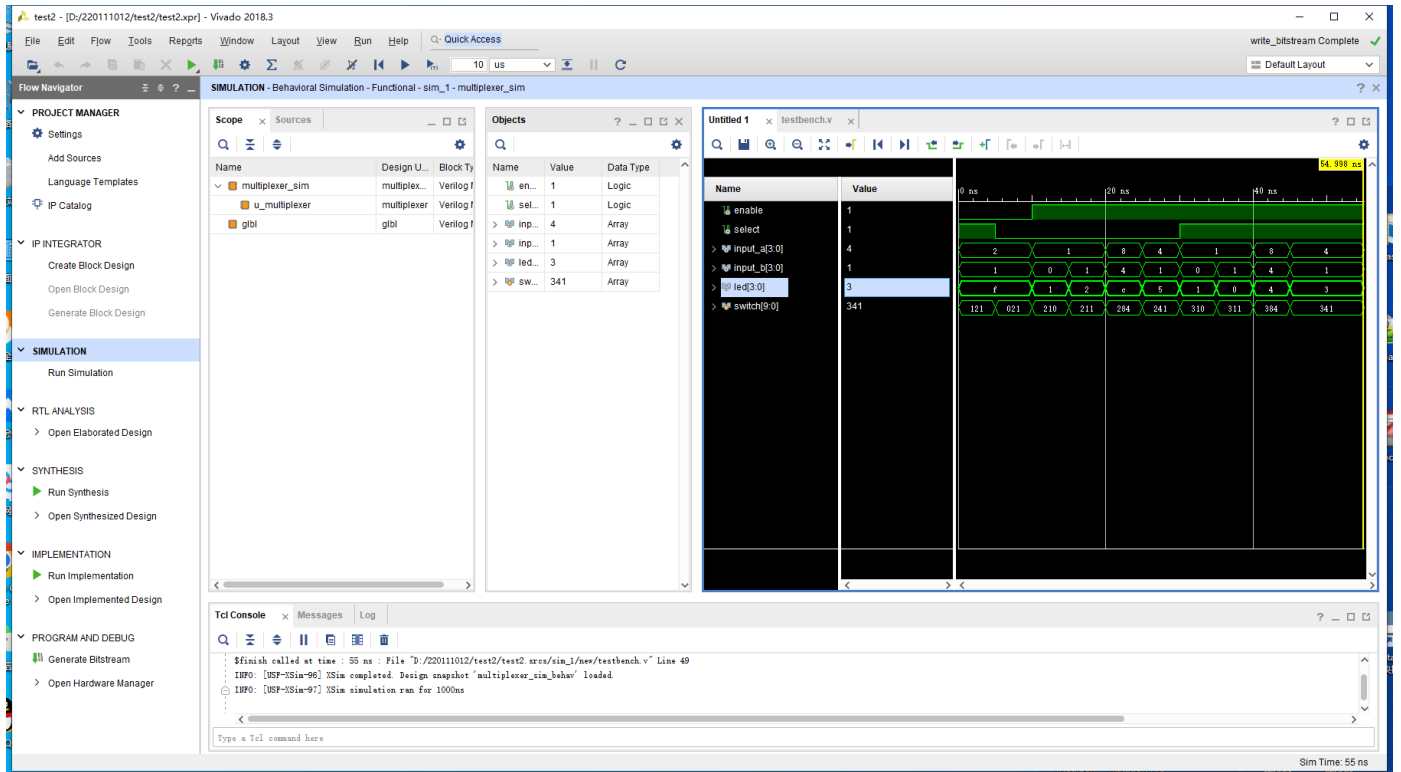 test2 - [D:/220111012/test2/test2.xpr] - Vivado 2018.3
File Edit Flow Tools Reports Window Layout View Run Help Quick Access
write_bitstream Complete
10 us
Default Layout
Flow Navigator
SIMULATION - Behavioral Simulation - Functional - sim_1 - multiplexer_sim
PROJECT MANAGER
Settings
Add Sources
Language Templates
IP Catalog
IP INTEGRATOR
Create Block Design
Open Block Design
Generate Block Design
SIMULATION
Run Simulation
RTL ANALYSIS
Open Elaborated Design
SYNTHESIS
Run Synthesis
Open Synthesized Design
IMPLEMENTATION
Run Implementation
Open Implemented Design
PROGRAM AND DEBUG
Generate Bitstream
Open Hardware Manager
Scope Sources
Name Design U... Block Ty
multiplexer_sim multiplex... Verilog M
u_multiplexer multiplexer Verilog M
glbl glbl Verilog M
Objects
Name Value Data Type
en... 1 Logic
sel... 1 Logic
inp... 4 Array
inp... 1 Array
led... 3 Array
sw... 341 Array
Untitled 1 testbench.v
54.998 ns
Name Value
0 ns 20 ns 40 ns
enable 1
select 1
input_a[3:0] 4 2 1 8 4 1 8 4
input_b[3:0] 1 1 0 1 4 1 0 1 4 1
led[3:0] 3 f 1 2 c 5 1 0 4 3
switch[9:0] 341 121 021 210 211 284 241 310 311 384 341
Tcl Console Messages Log
$finish called at time : 55 ns : File "D:/220111012/test2/test2.srcs/sim_1/new/testbench.v" Line 49
INFO: [USF-XSim-96] XSim completed. Design snapshot 'multiplexer_sim_behav' loaded.
INFO: [USF-XSim-97] XSim simulation ran for 1000ns
Type a Tcl command here
Sim Time: 55 ns